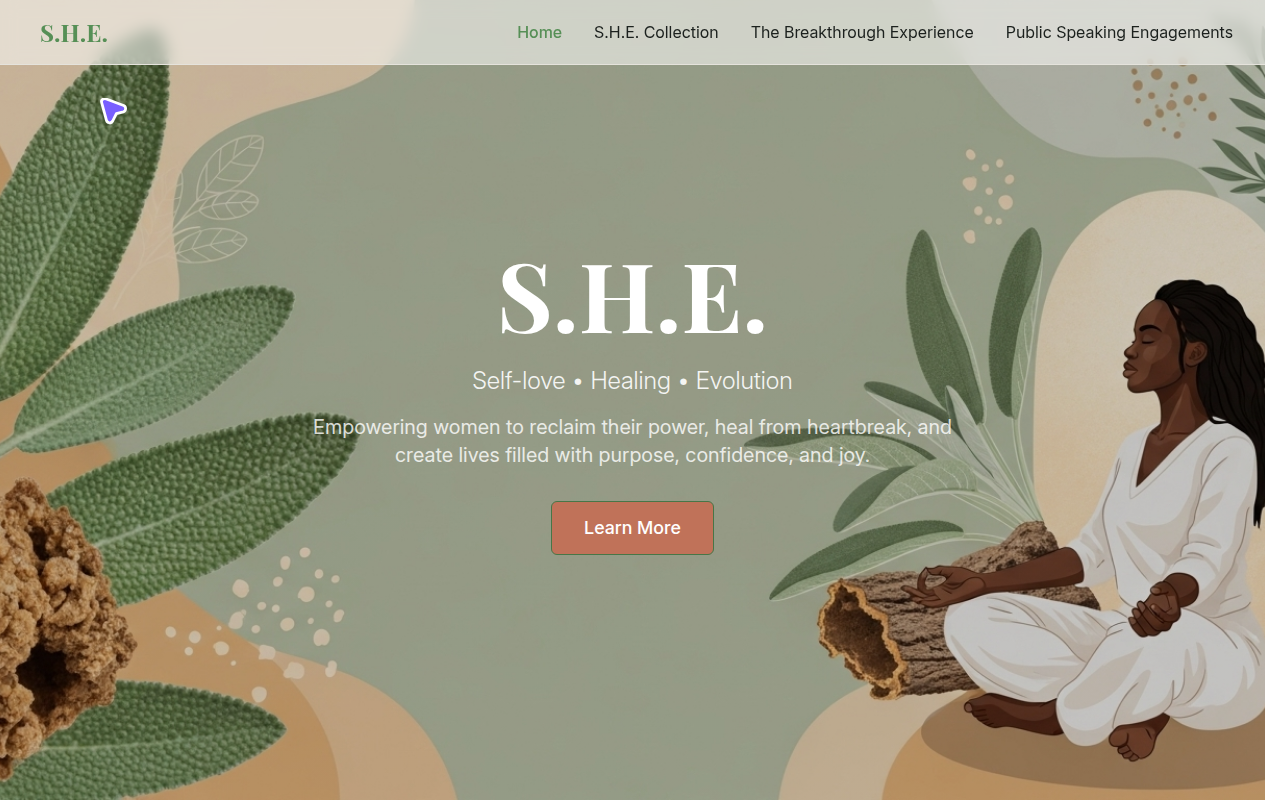 S.H.E.
Home
S.H.E. Collection
The Breakthrough Experience
Public Speaking Engagements
S.H.E.
Self-love • Healing • Evolution
Empowering women to reclaim their power, heal from heartbreak, and
create lives filled with purpose, confidence, and joy.
Learn More